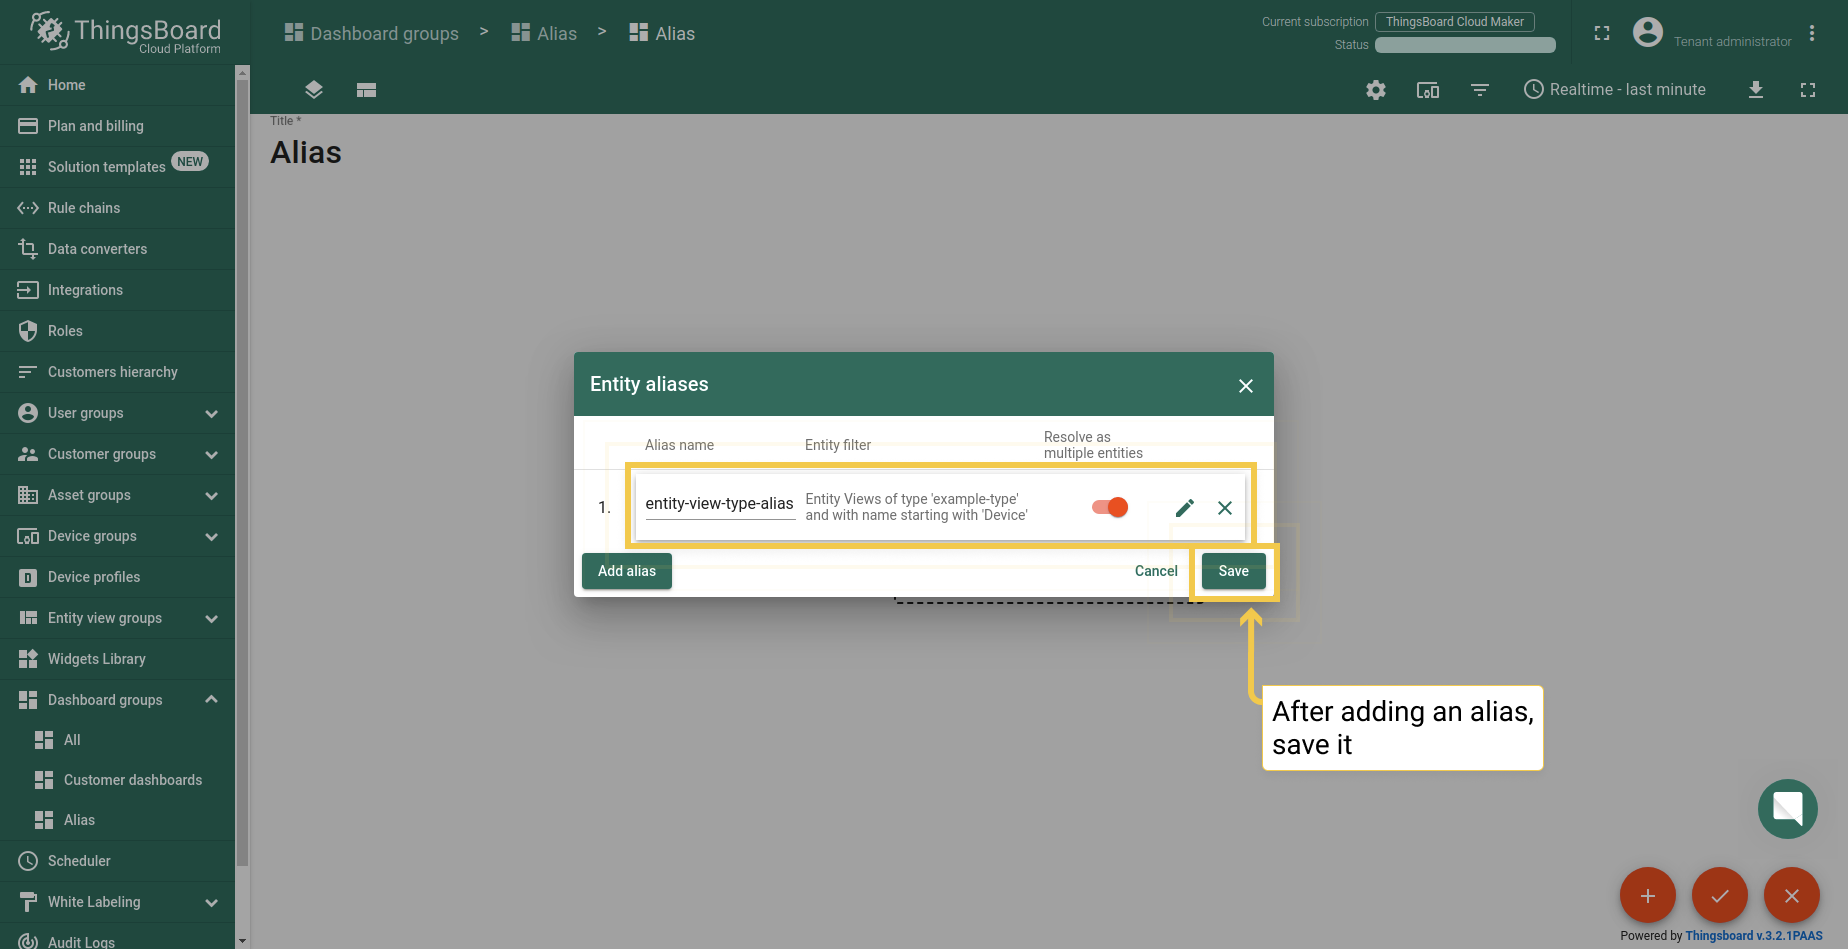 ThingsBoard
Cloud Platform
Dashboard groups > Alias > Alias
Current subscription ThingsBoard Cloud Maker
Status
Tenant administrator
Realtime - last minute
Home
Plan and billing
Solution templates NEW
Rule chains
Data converters
Integrations
Roles
Customers hierarchy
User groups
Customer groups
Asset groups
Device groups
Device profiles
Entity view groups
Widgets Library
Dashboard groups
All
Customer dashboards
Alias
Scheduler
White Labeling
Audit Logs
Title *
Alias
Entity aliases
Alias name
Entity filter
Resolve as
multiple entities
1.
entity-view-type-alias
Entity Views of type 'example-type'
and with name starting with 'Device'
Add alias
Cancel
Save
After adding an alias,
save it
Powered by Thingsboard v.3.2.1PAAS